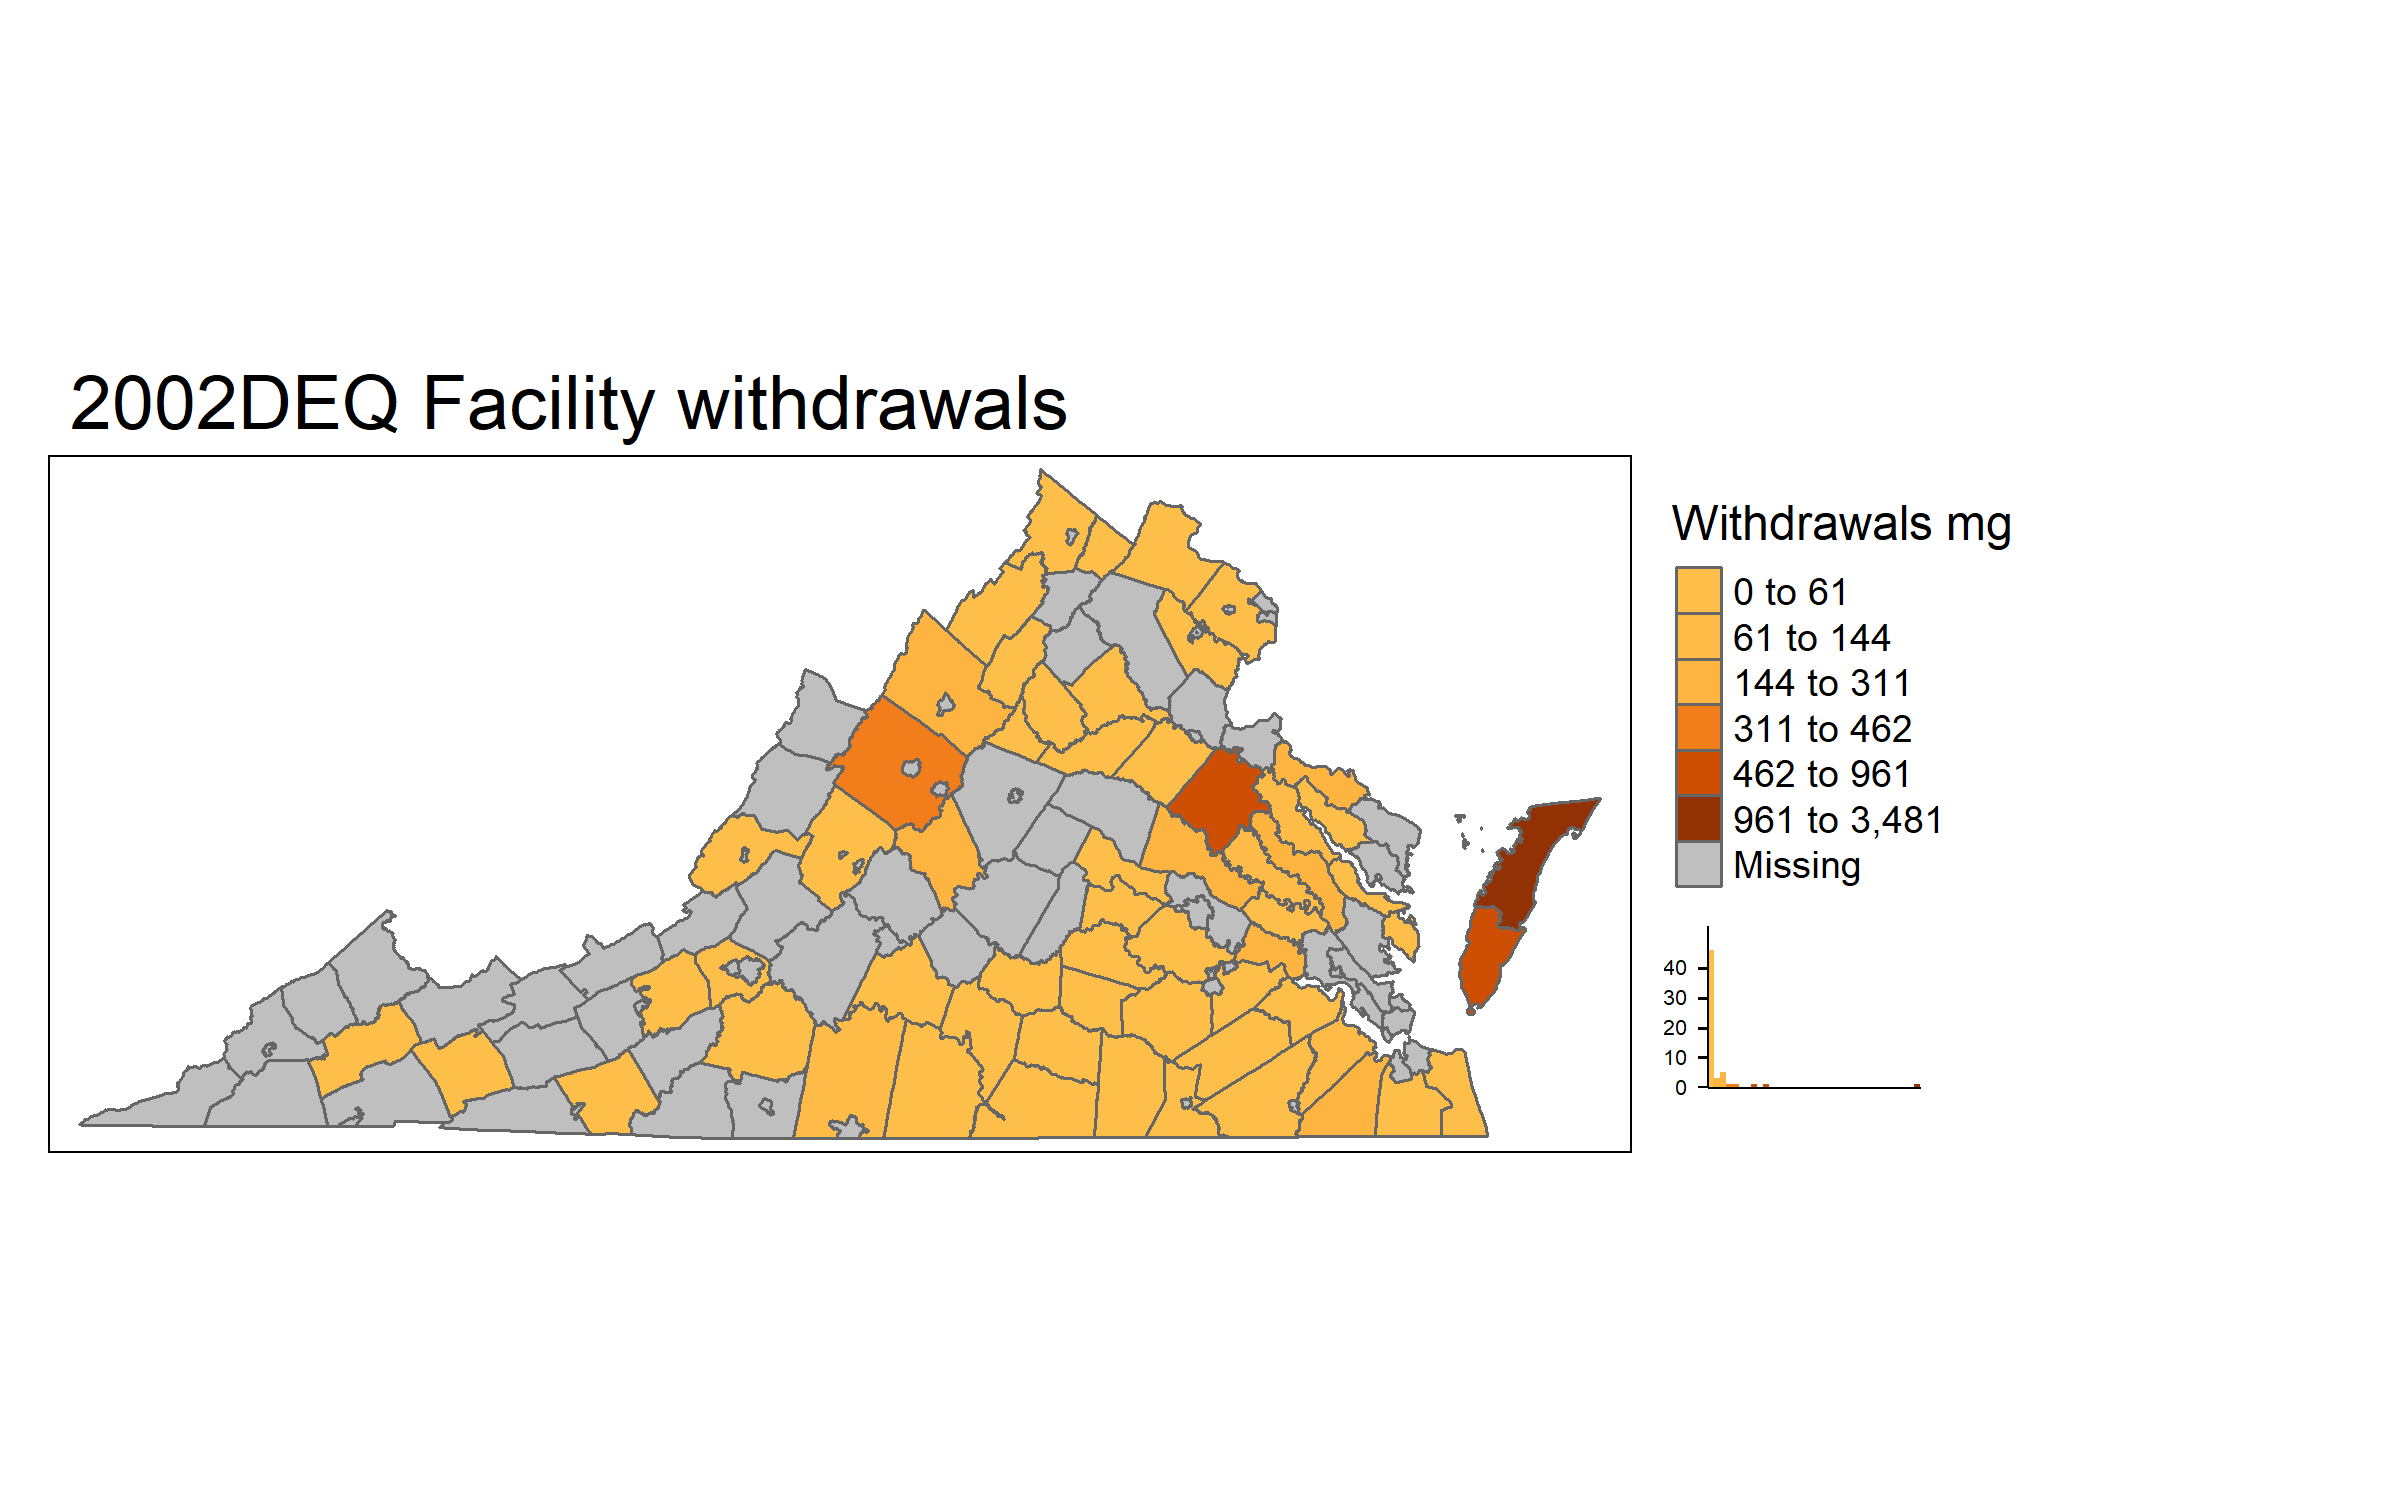 2002DEQ Facility withdrawals
Withdrawals mg
0 to 61
61 to 144
144 to 311
311 to 462
462 to 961
961 to 3,481
Missing
40
30
20
10
0